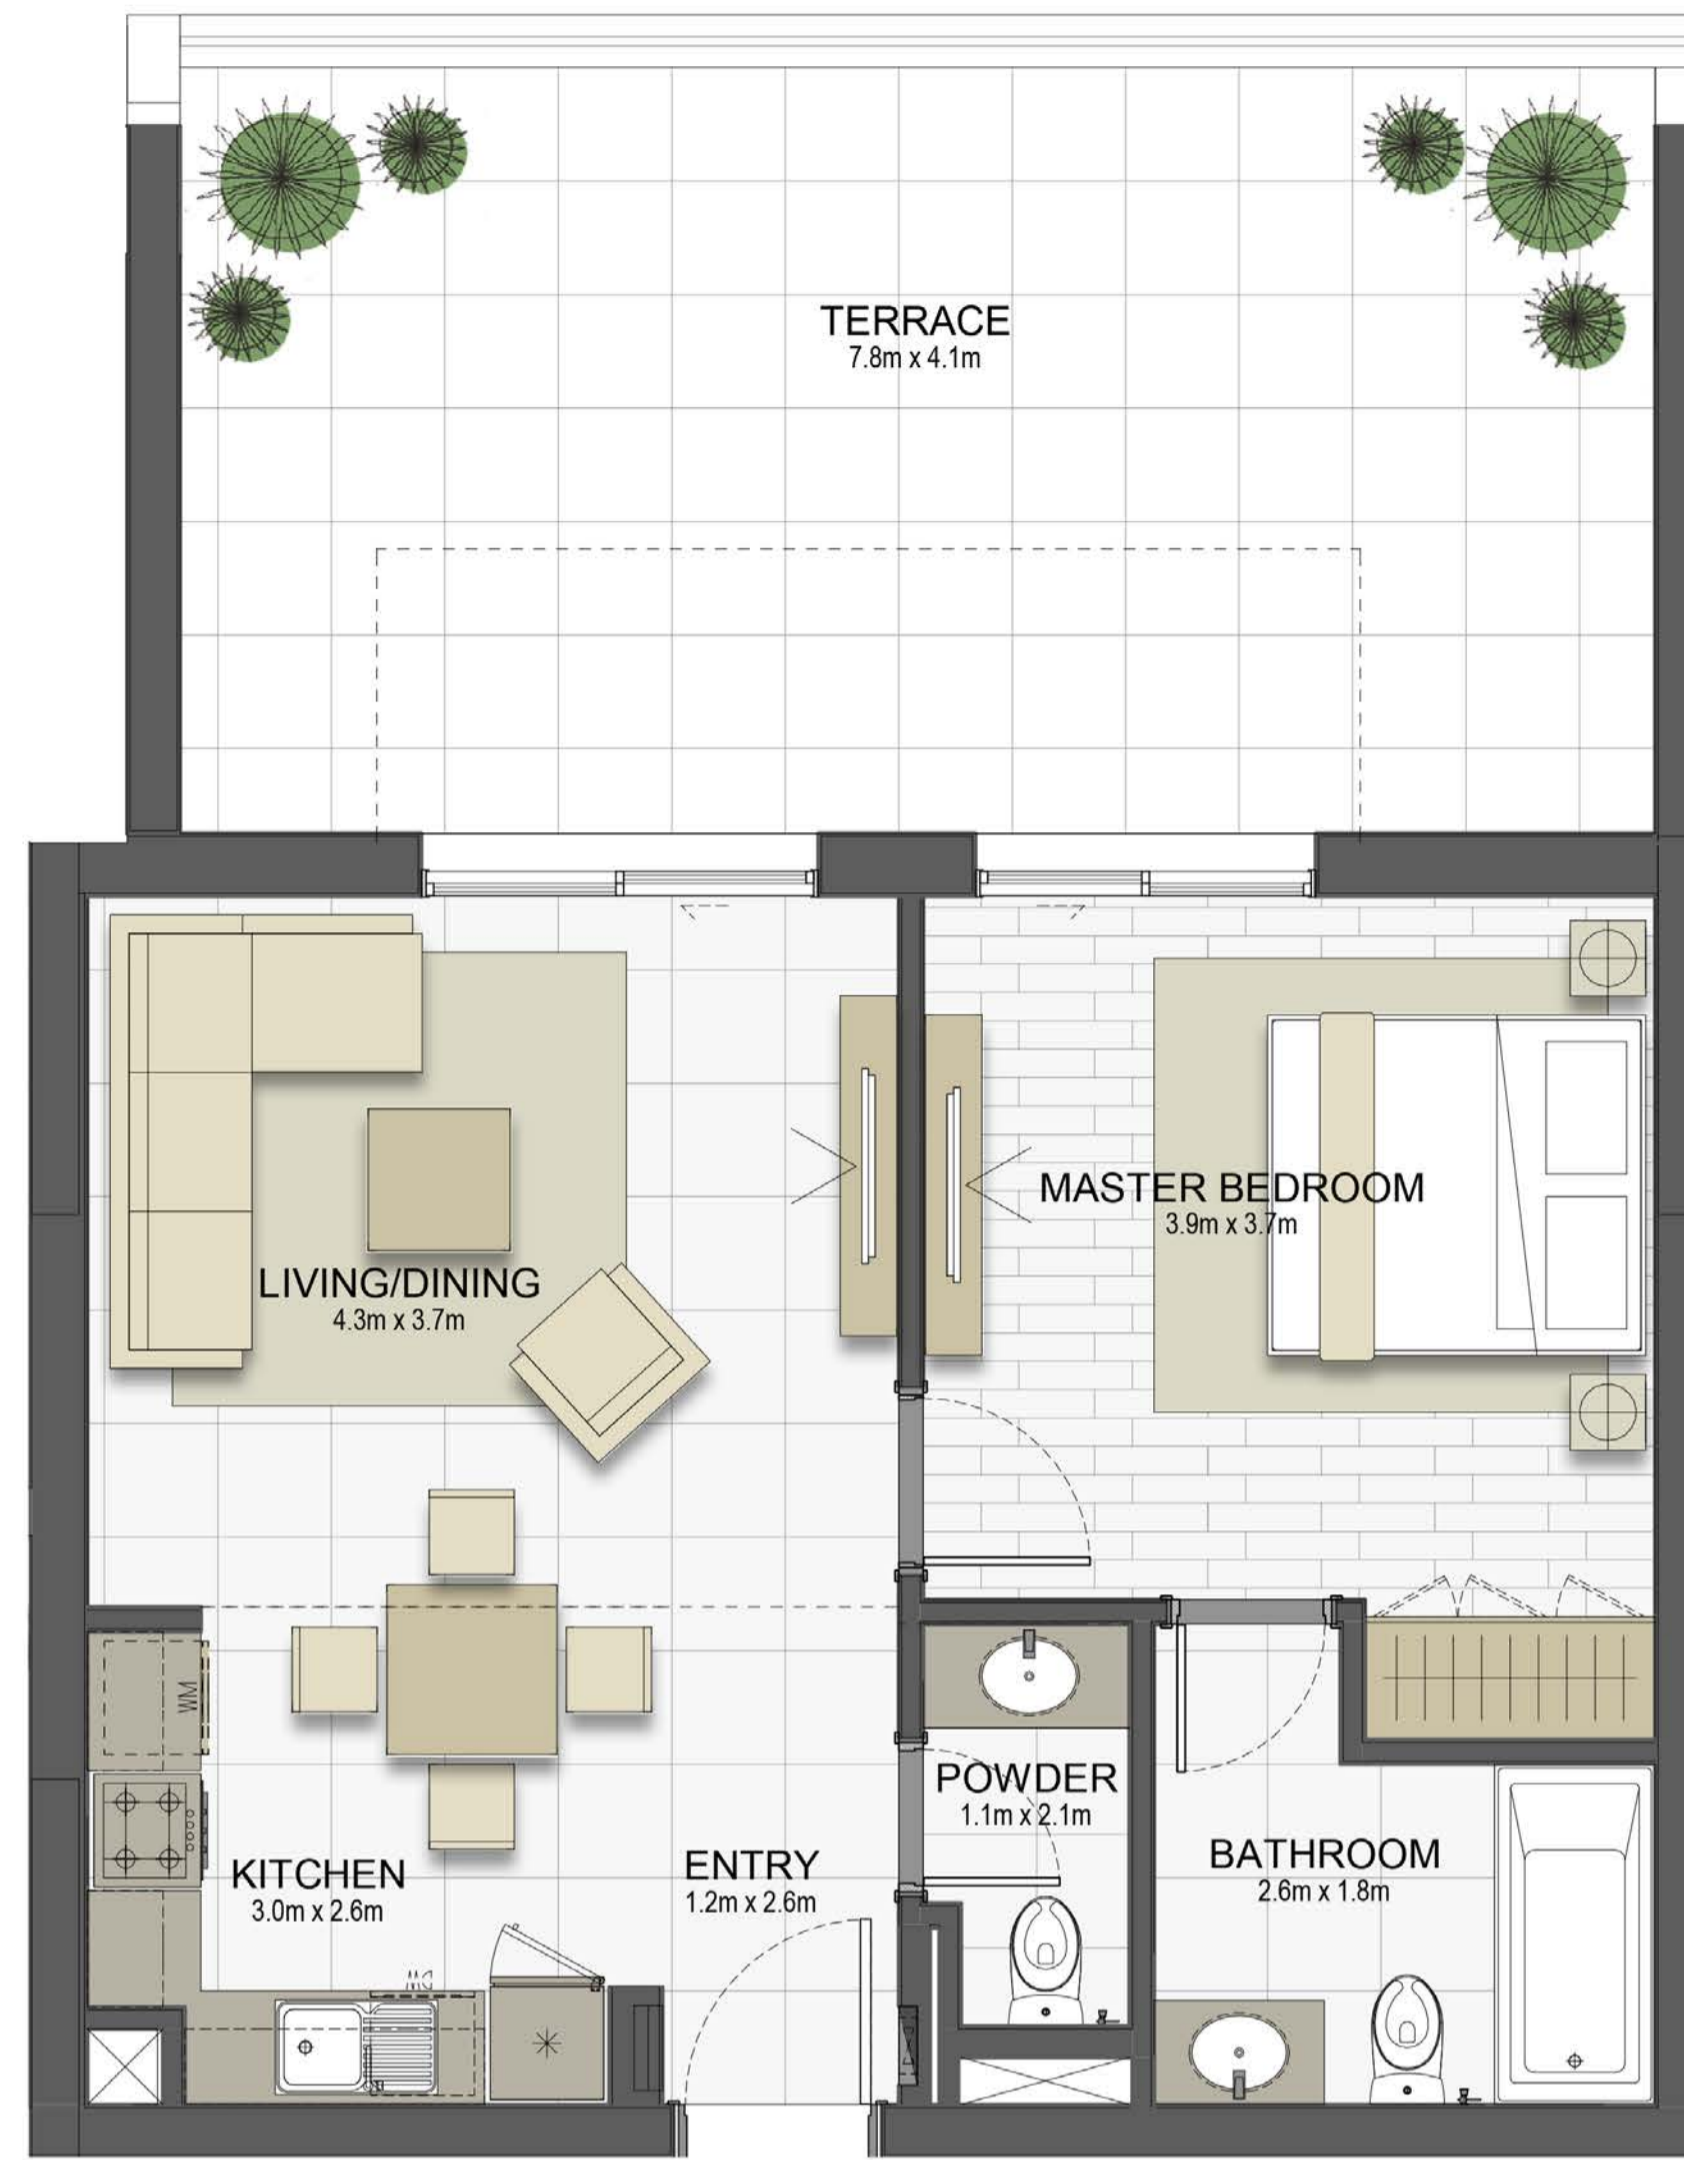 TERRACE
7.8m x 4.1m
MASTER BEDROOM
3.9m x 3.7m
LIVING/DINING
4.3m x 3.7m
WM
POWDER
1.1m x 2.1m
BATHROOM
2.6m x 1.8m
KITCHEN
3.0m x 2.6m
ENTRY
1.2m x 2.6m
DW